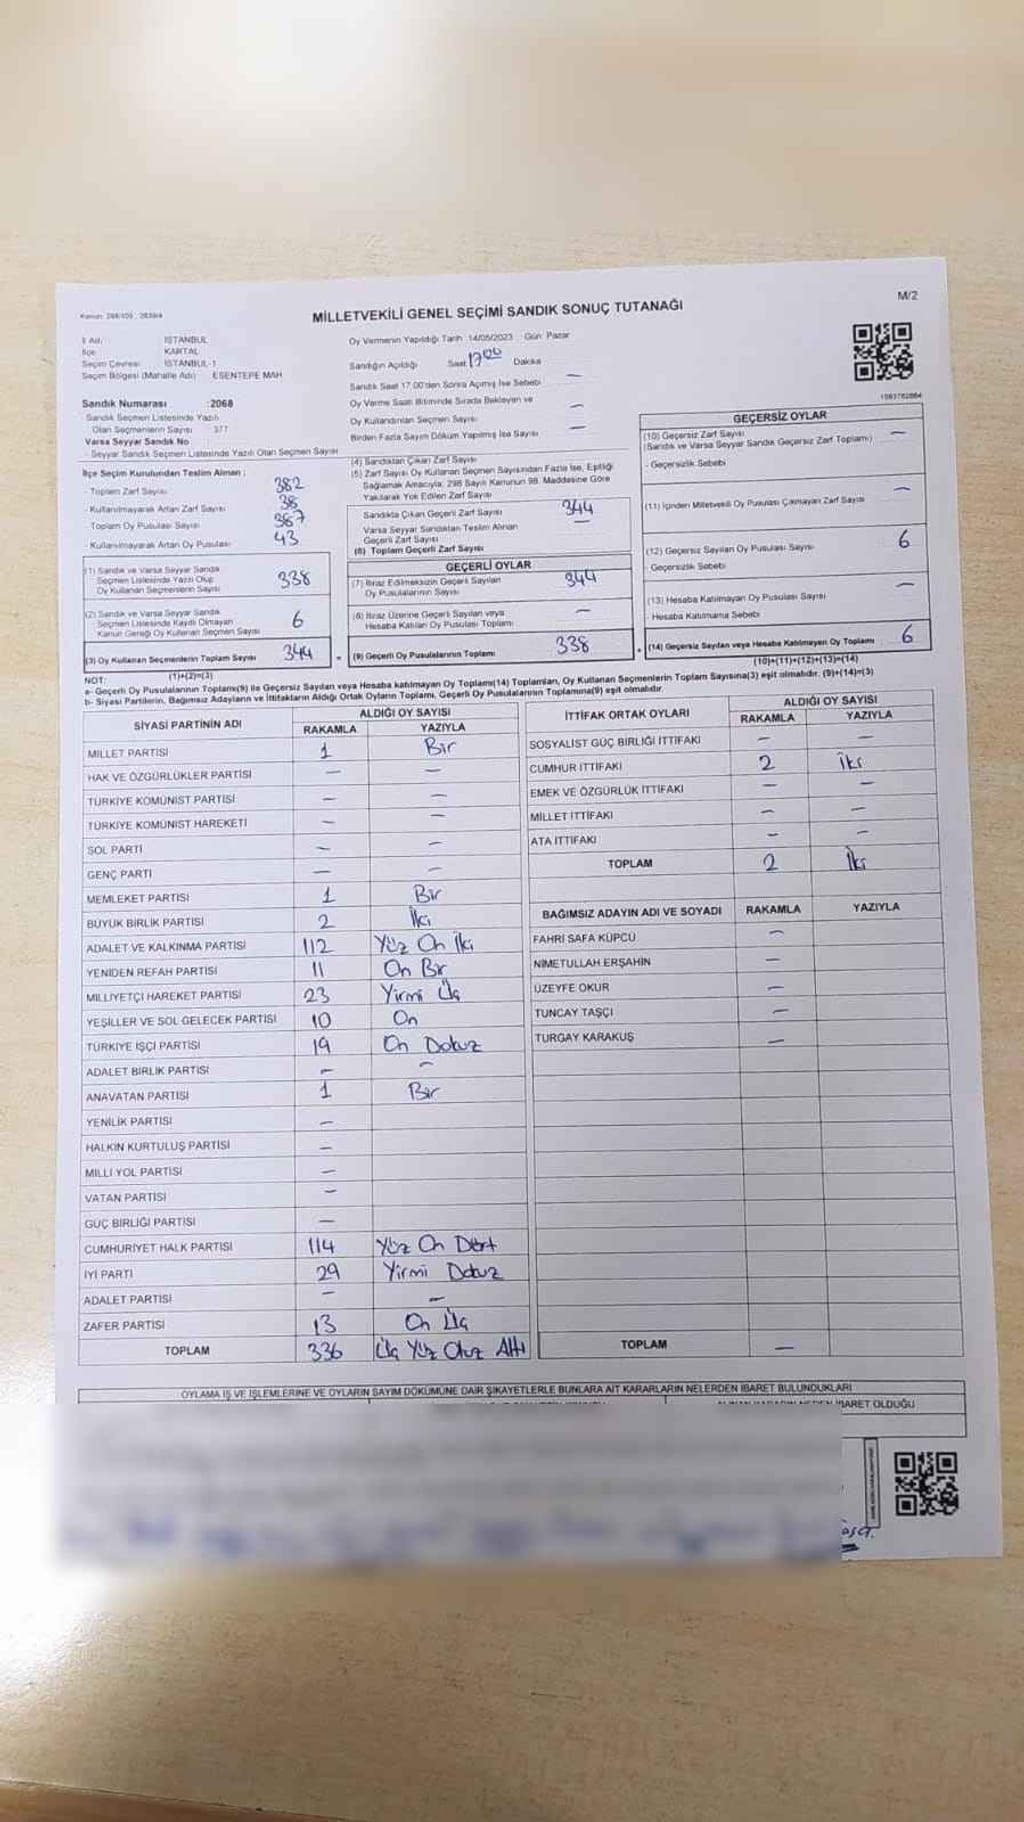 MİLLETVEKİLİ GENEL SEÇİMİ SANDIK SONUÇ TUTANAĞI
M/2
İl Adı : İSTANBUL
İlçe : KARTAL
Seçim Çevresi : İSTANBUL-1
Seçim Bölgesi (Mahalle Adı) : ESENTEPE MAH
Sandık Numarası : 2068
Sandık Seçmen Listesinde Yazılı
Olan Seçmenlerin Sayısı : 377
Varsa Seyyar Sandık No
- Seyyar Sandık Seçmen Listesinde Yazılı Olan Seçmen Sayısı
Oy Vermenin Yapıldığı Tarih : 14/05/2023 Gün: Pazar
Sandığın Açıldığı Saat 17.00 Dakika
Sandık Saat 17.00'den Sonra Açılmış İse Sebebi —
Oy Verme Saati Bitiminde Sırada Bekleyen ve
Oy Kullandırılan Seçmen Sayısı —
Birden Fazla Sayım Döküm Yapılmış İse Sayısı —
İlçe Seçim Kurulundan Teslim Alınan :
- Toplam Zarf Sayısı 382
- Kullanılmayarak Artan Zarf Sayısı 38
- Toplam Oy Pusulası Sayısı 387
- Kullanılmayarak Artan Oy Pusulası 43
(1) Sandık ve Varsa Seyyar Sandık
Seçmen Listesinde Yazılı Olup
Oy Kullanan Seçmenlerin Sayısı 338
(2) Sandık ve Varsa Seyyar Sandık
Seçmen Listesinde Kayıtlı Olmayan
Kanun Gereği Oy Kullanan Seçmen Sayısı 6
(3) Oy Kullanan Seçmenlerin Toplam Sayısı 344
(1)+(2)=(3)
(4) Sandıktan Çıkan Zarf Sayısı
(5) Zarf Sayısı Oy Kullanan Seçmen Sayısından Fazla İse, Eşitliği
Sağlamak Amacıyla, 298 Sayılı Kanunun 98. Maddesine Göre
Yakılarak Yok Edilen Zarf Sayısı
Sandıkta Çıkan Geçerli Zarf Sayısı 344
Varsa Seyyar Sandıktan Teslim Alınan
Geçerli Zarf Sayısı —
(6) Toplam Geçerli Zarf Sayısı
GEÇERLİ OYLAR
(7) İtiraz Edilmeksizin Geçerli Sayılan
Oy Pusulalarının Sayısı 344
(8) İtiraz Üzerine Geçerli Sayılan veya
Hesaba Katılan Oy Pusulası Toplamı —
(9) Geçerli Oy Pusulalarının Toplamı 338
GEÇERSİZ OYLAR
(10) Geçersiz Zarf Sayısı —
(Sandık ve Varsa Seyyar Sandık Geçersiz Zarf Toplamı)
- Geçersizlik Sebebi
(11) İçinden Milletvekili Oy Pusulası Çıkmayan Zarf Sayısı —
(12) Geçersiz Sayılan Oy Pusulası Sayısı 6
Geçersizlik Sebebi
(13) Hesaba Katılmayan Oy Pusulası Sayısı —
Hesaba Katılmama Sebebi
(14) Geçersiz Sayılan veya Hesaba Katılmayan Oy Toplamı 6
(10)+(11)+(12)+(13)=(14)
NOT:
a- Geçerli Oy Pusulalarının Toplamı(9) ile Geçersiz Sayılan veya Hesaba katılmayan Oy Toplamı(14) Toplamları, Oy Kullanan Seçmenlerin Toplam Sayısına(3) eşit olmalıdır. (9)+(14)=(3)
b- Siyasi Partilerin, Bağımsız Adayların ve İttifakların Aldığı Ortak Oyların Toplamı, Geçerli Oy Pusulalarının Toplamına(9) eşit olmalıdır.
SİYASİ PARTİNİN ADI ALDIĞI OY SAYISI
RAKAMLA YAZIYLA
MİLLET PARTİSİ 1 Bir
HAK VE ÖZGÜRLÜKLER PARTİSİ — —
TÜRKİYE KOMÜNİST PARTİSİ — —
TÜRKİYE KOMÜNİST HAREKETİ — —
SOL PARTİ — —
GENÇ PARTİ — —
MEMLEKET PARTİSİ 1 Bir
BÜYÜK BİRLİK PARTİSİ 2 İki
ADALET VE KALKINMA PARTİSİ 112 Yüz On İki
YENİDEN REFAH PARTİSİ 11 On Bir
MİLLİYETÇİ HAREKET PARTİSİ 23 Yirmi Üç
YEŞİLLER VE SOL GELECEK PARTİSİ 10 On
TÜRKİYE İŞÇİ PARTİSİ 19 On Dokuz
ADALET BİRLİK PARTİSİ — —
ANAVATAN PARTİSİ 1 Bir
YENİLİK PARTİSİ —
HALKIN KURTULUŞ PARTİSİ —
MİLLİ YOL PARTİSİ —
VATAN PARTİSİ —
GÜÇ BİRLİĞİ PARTİSİ —
CUMHURİYET HALK PARTİSİ 114 Yüz On Dört
İYİ PARTİ 29 Yirmi Dokuz
ADALET PARTİSİ — —
ZAFER PARTİSİ 13 On Üç
TOPLAM 336 Üç Yüz Otuz Altı
İTTİFAK ORTAK OYLARI ALDIĞI OY SAYISI
RAKAMLA YAZIYLA
SOSYALİST GÜÇ BİRLİĞİ İTTİFAKI — —
CUMHUR İTTİFAKI 2 İki
EMEK VE ÖZGÜRLÜK İTTİFAKI — —
MİLLET İTTİFAKI — —
ATA İTTİFAKI — —
TOPLAM 2 İki
BAĞIMSIZ ADAYIN ADI VE SOYADI RAKAMLA YAZIYLA
FAHRİ SAFA KÜPCÜ —
NİMETULLAH ERŞAHİN —
ÜZEYFE OKUR —
TUNCAY TAŞÇI —
TURGAY KARAKUŞ —
TOPLAM —
OYLAMA İŞ VE İŞLEMLERİNE VE OYLARIN SAYIM DÖKÜMÜNE DAİR ŞİKAYETLERLE BUNLARA AİT KARARLARIN NELERDEN İBARET BULUNDUKLARI
İBARET OLDUĞU